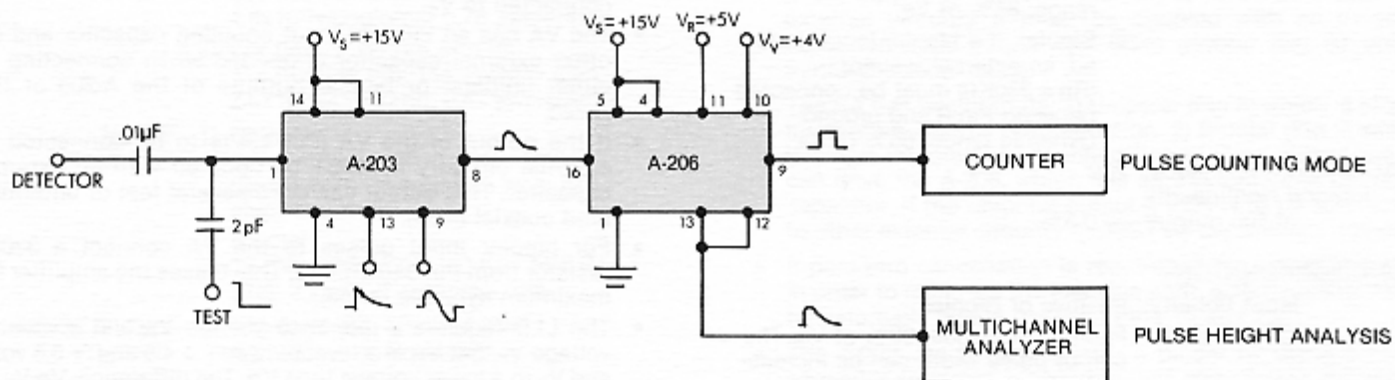 V_S=+15V
14 11
.01µF
DETECTOR
1 A-203 8
2 pF
TEST
4 13 9
V_S=+15V V_R=+5V V_V=+4V
5 4 11 10
16 A-206 9
1 13 12
COUNTER
PULSE COUNTING MODE
MULTICHANNEL
ANALYZER
PULSE HEIGHT ANALYSIS